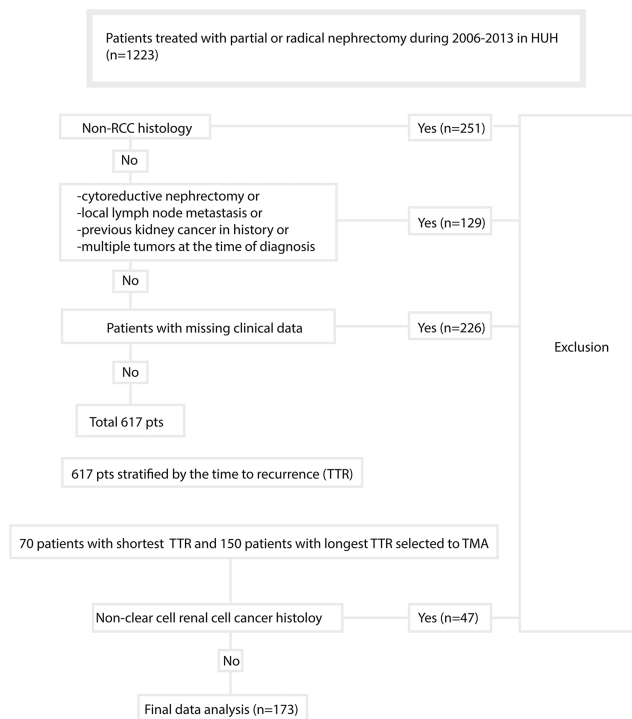 Patients treated with partial or radical nephrectomy during 2006-2013 in HUH
(n=1223)
Non-RCC histology
Yes (n=251)
No
-cytoreductive nephrectomy or
-local lymph node metastasis or
-previous kidney cancer in history or
-multiple tumors at the time of diagnosis
Yes (n=129)
No
Patients with missing clinical data
Yes (n=226)
Exclusion
No
Total 617 pts
617 pts stratified by the time to recurrence (TTR)
70 patients with shortest TTR and 150 patients with longest TTR selected to TMA
Non-clear cell renal cell cancer histoloy
Yes (n=47)
No
Final data analysis (n=173)